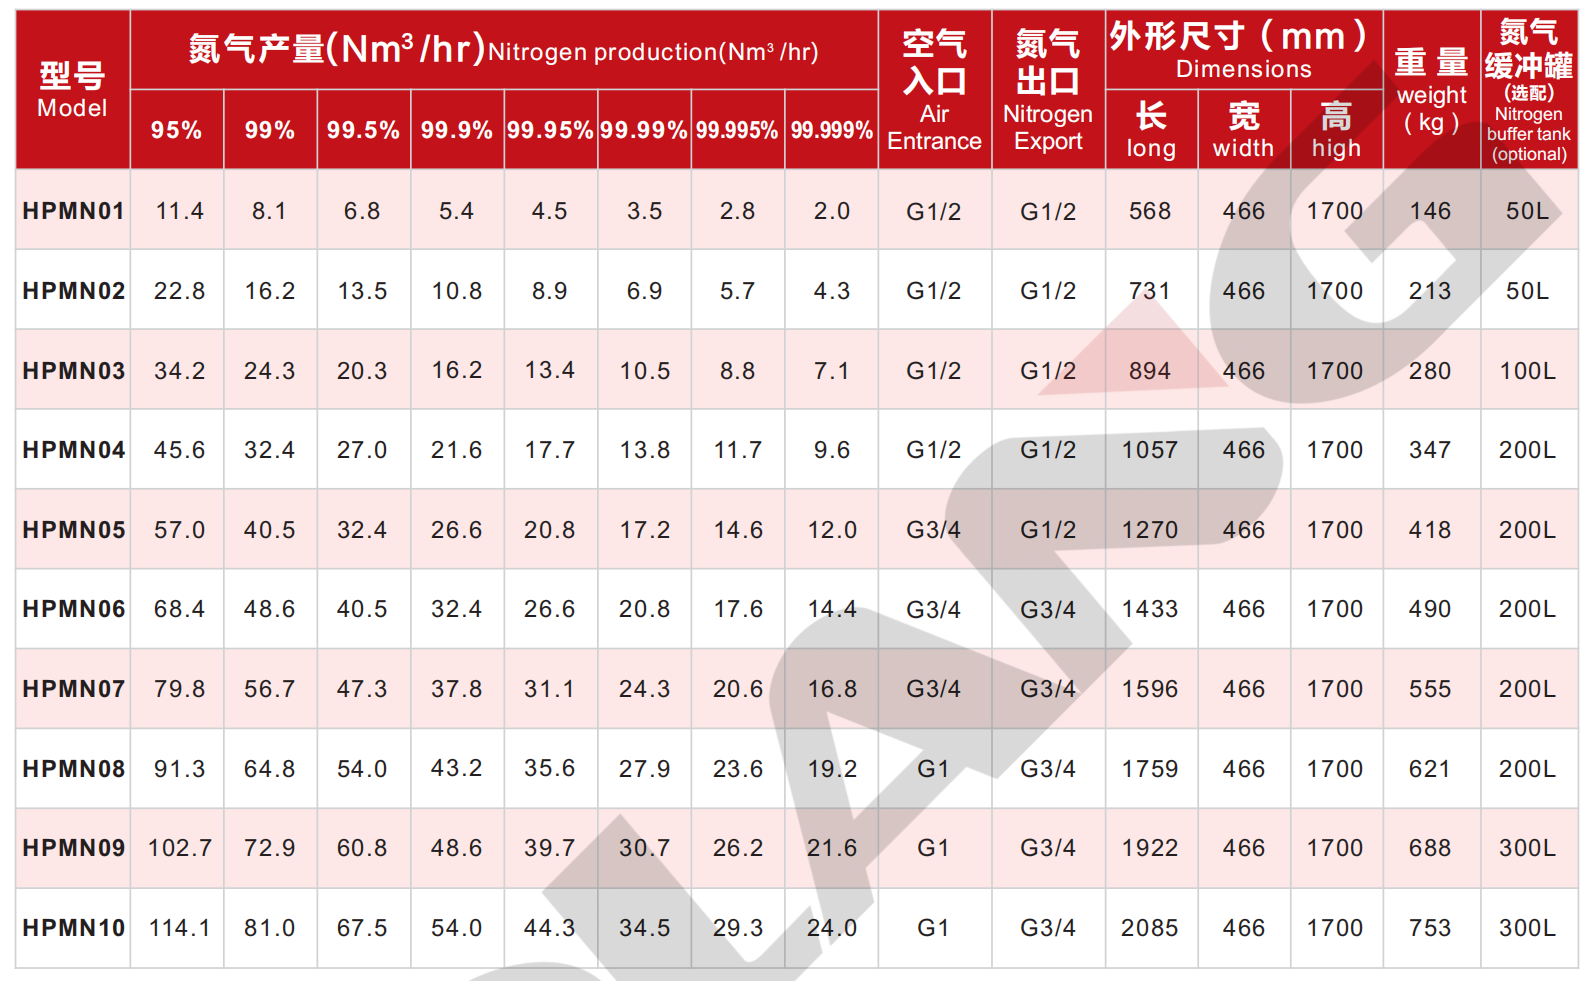 型号
Model
氮气产量(Nm³/hr)Nitrogen production(Nm³/hr)
95% 99% 99.5% 99.9% 99.95% 99.99% 99.995% 99.999%
空气
入口
Air
Entrance
氮气
出口
Nitrogen
Export
外形尺寸（mm）
Dimensions
长 宽 高
long width high
重 量
weight
( kg )
氮气
缓冲罐
（选配）
Nitrogen
buffer tank
(optional)
HPMN01 11.4 8.1 6.8 5.4 4.5 3.5 2.8 2.0 G1/2 G1/2 568 466 1700 146 50L
HPMN02 22.8 16.2 13.5 10.8 8.9 6.9 5.7 4.3 G1/2 G1/2 731 466 1700 213 50L
HPMN03 34.2 24.3 20.3 16.2 13.4 10.5 8.8 7.1 G1/2 G1/2 894 466 1700 280 100L
HPMN04 45.6 32.4 27.0 21.6 17.7 13.8 11.7 9.6 G1/2 G1/2 1057 466 1700 347 200L
HPMN05 57.0 40.5 32.4 26.6 20.8 17.2 14.6 12.0 G3/4 G1/2 1270 466 1700 418 200L
HPMN06 68.4 48.6 40.5 32.4 26.6 20.8 17.6 14.4 G3/4 G3/4 1433 466 1700 490 200L
HPMN07 79.8 56.7 47.3 37.8 31.1 24.3 20.6 16.8 G3/4 G3/4 1596 466 1700 555 200L
HPMN08 91.3 64.8 54.0 43.2 35.6 27.9 23.6 19.2 G1 G3/4 1759 466 1700 621 200L
HPMN09 102.7 72.9 60.8 48.6 39.7 30.7 26.2 21.6 G1 G3/4 1922 466 1700 688 300L
HPMN10 114.1 81.0 67.5 54.0 44.3 34.5 29.3 24.0 G1 G3/4 2085 466 1700 753 300L